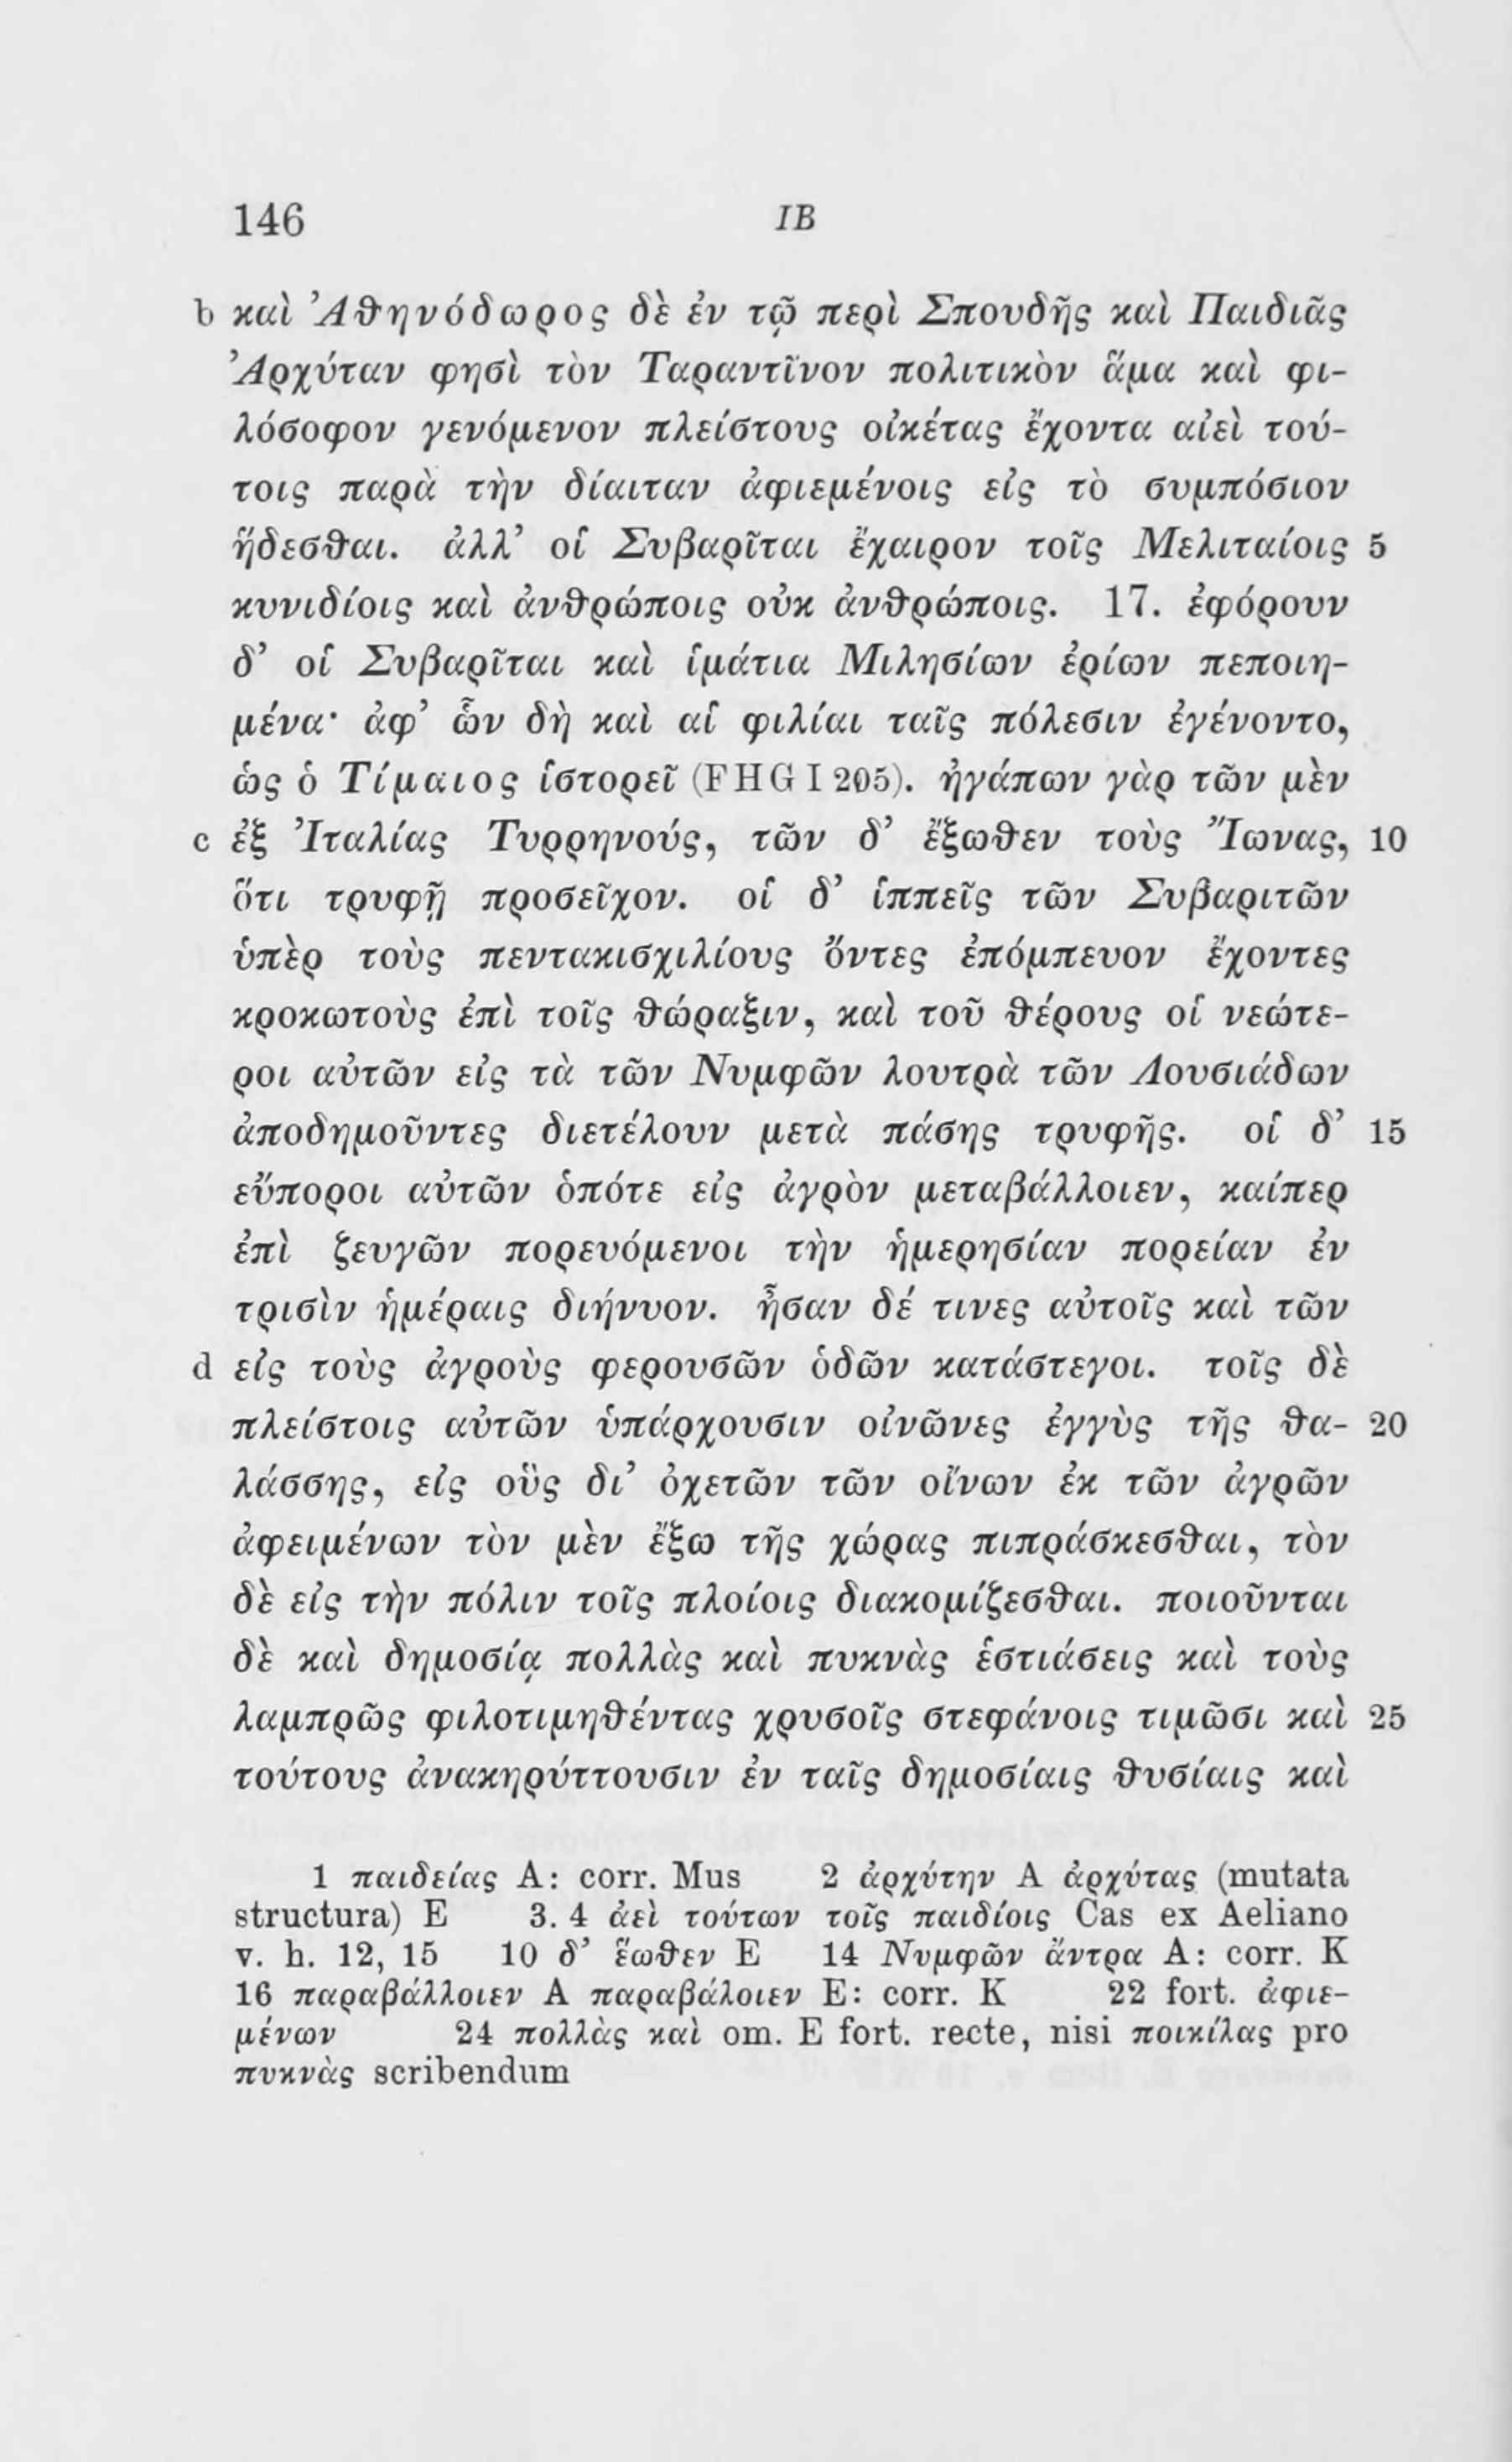 146 IB
b καὶ Ἀθηνόδωρος δὲ ἐν τῷ περὶ Σπουδῆς καὶ Παιδιᾶς
Ἀρχύταν φησὶ τὸν Ταραντῖνον πολιτικὸν ἅμα καὶ φι-
λόσοφον γενόμενον πλείστους οἰκέτας ἔχοντα αἰεὶ τού-
τοις παρὰ τὴν δίαιταν ἀφιεμένοις εἰς τὸ συμπόσιον
ἥδεσθαι. ἀλλ’ οἱ Συβαρῖται ἔχαιρον τοῖς Μελιταίοις 5
κυνιδίοις καὶ ἀνθρώποις οὐκ ἀνθρώποις. 17. ἐφόρουν
δ’ οἱ Συβαρῖται καὶ ἱμάτια Μιλησίων ἐρίων πεποιη-
μένα· ἀφ’ ὧν δὴ καὶ αἱ φιλίαι ταῖς πόλεσιν ἐγένοντο,
ὡς ὁ Τίμαιος ἱστορεῖ (FHG I 205). ἠγάπων γὰρ τῶν μὲν
c ἐξ Ἰταλίας Τυρρηνούς, τῶν δ’ ἔξωθεν τοὺς Ἴωνας, 10
ὅτι τρυφῇ προσεῖχον. οἱ δ’ ἱππεῖς τῶν Συβαριτῶν
ὑπὲρ τοὺς πεντακισχιλίους ὄντες ἐπόμπευον ἔχοντες
κροκωτοὺς ἐπὶ τοῖς θώραξιν, καὶ τοῦ θέρους οἱ νεώτε-
ροι αὐτῶν εἰς τὰ τῶν Νυμφῶν λουτρὰ τῶν Λουσιάδων
ἀποδημοῦντες διετέλουν μετὰ πάσης τρυφῆς. οἱ δ’ 15
εὔποροι αὐτῶν ὁπότε εἰς ἀγρὸν μεταβάλλοιεν, καίπερ
ἐπὶ ζευγῶν πορευόμενοι τὴν ἡμερησίαν πορείαν ἐν
τρισὶν ἡμέραις διήνυον. ἦσαν δέ τινες αὐτοῖς καὶ τῶν
d εἰς τοὺς ἀγροὺς φερουσῶν ὁδῶν κατάστεγοι. τοῖς δὲ
πλείστοις αὐτῶν ὑπάρχουσιν οἰνῶνες ἐγγὺς τῆς θα- 20
λάσσης, εἰς οὓς δι’ ὀχετῶν τῶν οἴνων ἐκ τῶν ἀγρῶν
ἀφειμένων τὸν μὲν ἔξω τῆς χώρας πιπράσκεσθαι, τὸν
δὲ εἰς τὴν πόλιν τοῖς πλοίοις διακομίζεσθαι. ποιοῦνται
δὲ καὶ δημοσίᾳ πολλὰς καὶ πυκνὰς ἑστιάσεις καὶ τοὺς
λαμπρῶς φιλοτιμηθέντας χρυσοῖς στεφάνοις τιμῶσι καὶ 25
τούτους ἀνακηρύττουσιν ἐν ταῖς δημοσίαις θυσίαις καὶ
1 παιδείας A: corr. Mus 2 ἀρχύτην A ἀρχύτας (mutata
structura) E 3. 4 ἀεὶ τούτων τοῖς παιδίοις Cas ex Aeliano
v. h. 12, 15 10 δ’ ἕωθεν E 14 Νυμφῶν ἄντρα A: corr. K
16 παραβάλλοιεν A παραβάλοιεν E: corr. K 22 fort. ἀφιε-
μένων 24 πολλὰς καὶ om. E fort. recte, nisi ποικίλας pro
πυκνὰς scribendum